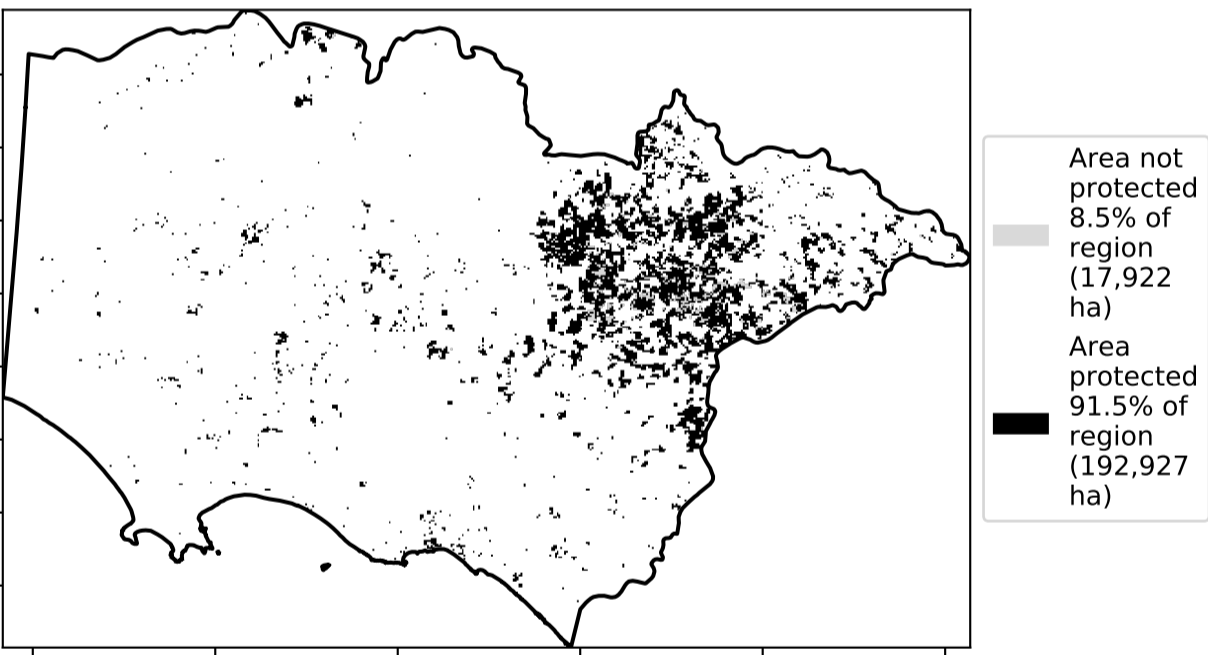 Area not
protected
8.5% of
region
(17,922
ha)
Area
protected
91.5% of
region
(192,927
ha)